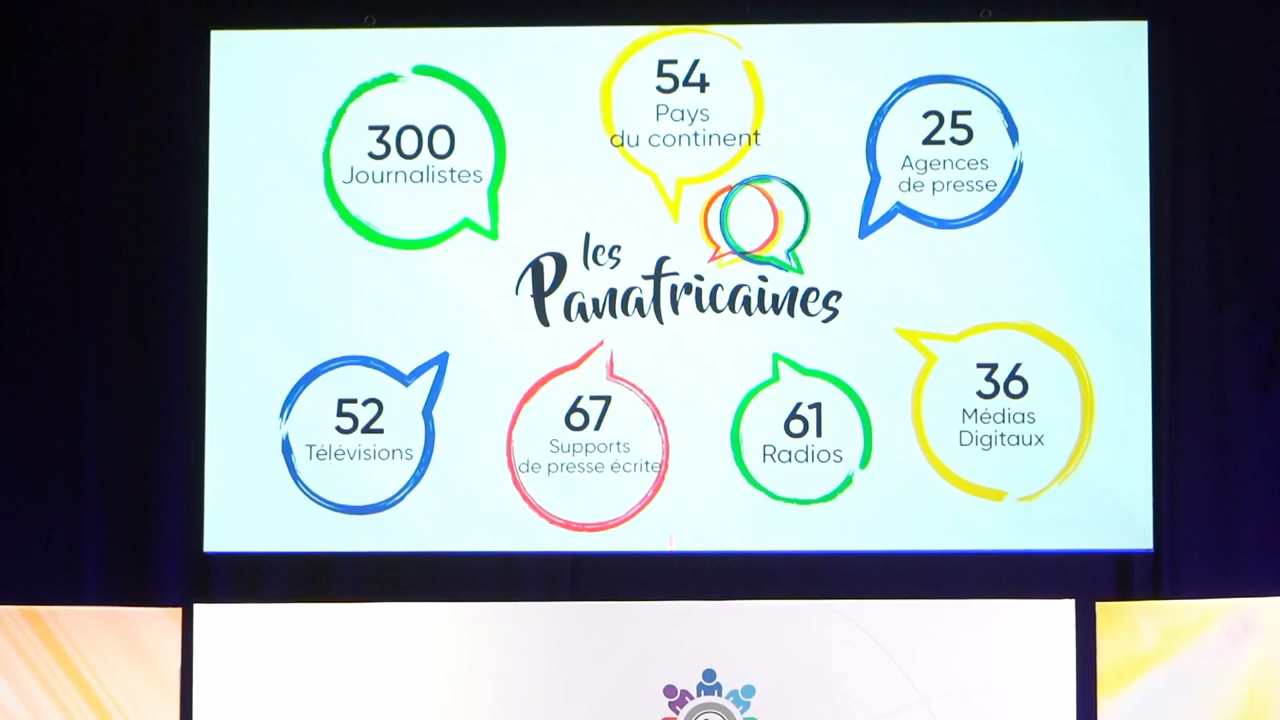 300
Journalistes
54
Pays
du continent
25
Agences
de presse
les
Panafricaines
52
Télévisions
67
Supports
de presse écrite
61
Radios
36
Médias
Digitaux